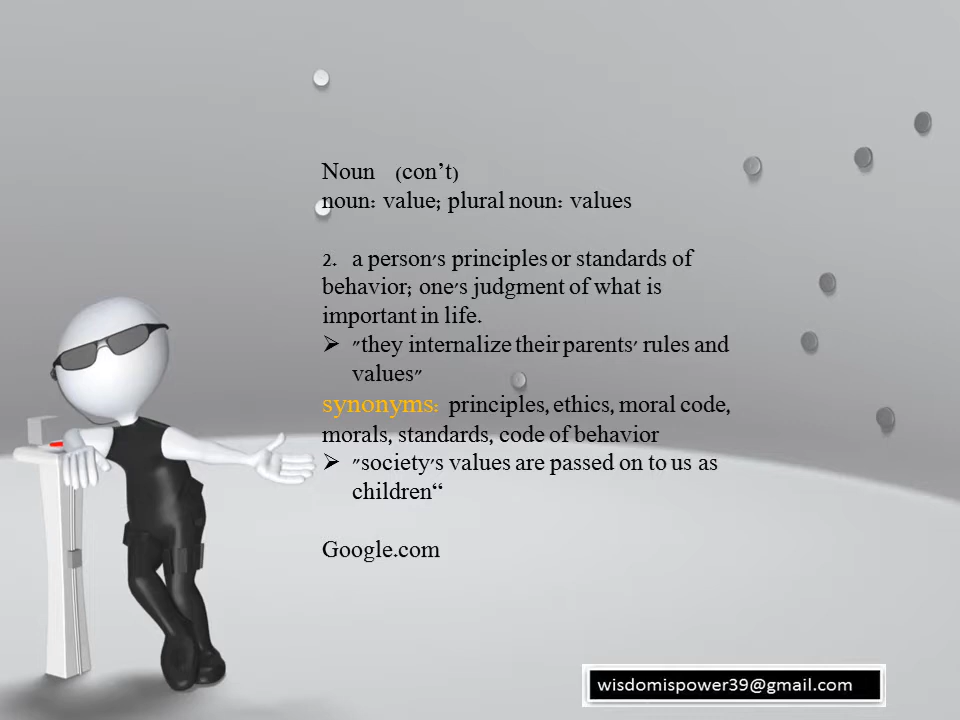 Noun (con’t)
noun: value; plural noun: values
2. a person's principles or standards of
behavior; one's judgment of what is
important in life.
➢ "they internalize their parents' rules and
values"
synonyms: principles, ethics, moral code,
morals, standards, code of behavior
➢ "society's values are passed on to us as
children“
Google.com
wisdomispower39@gmail.com